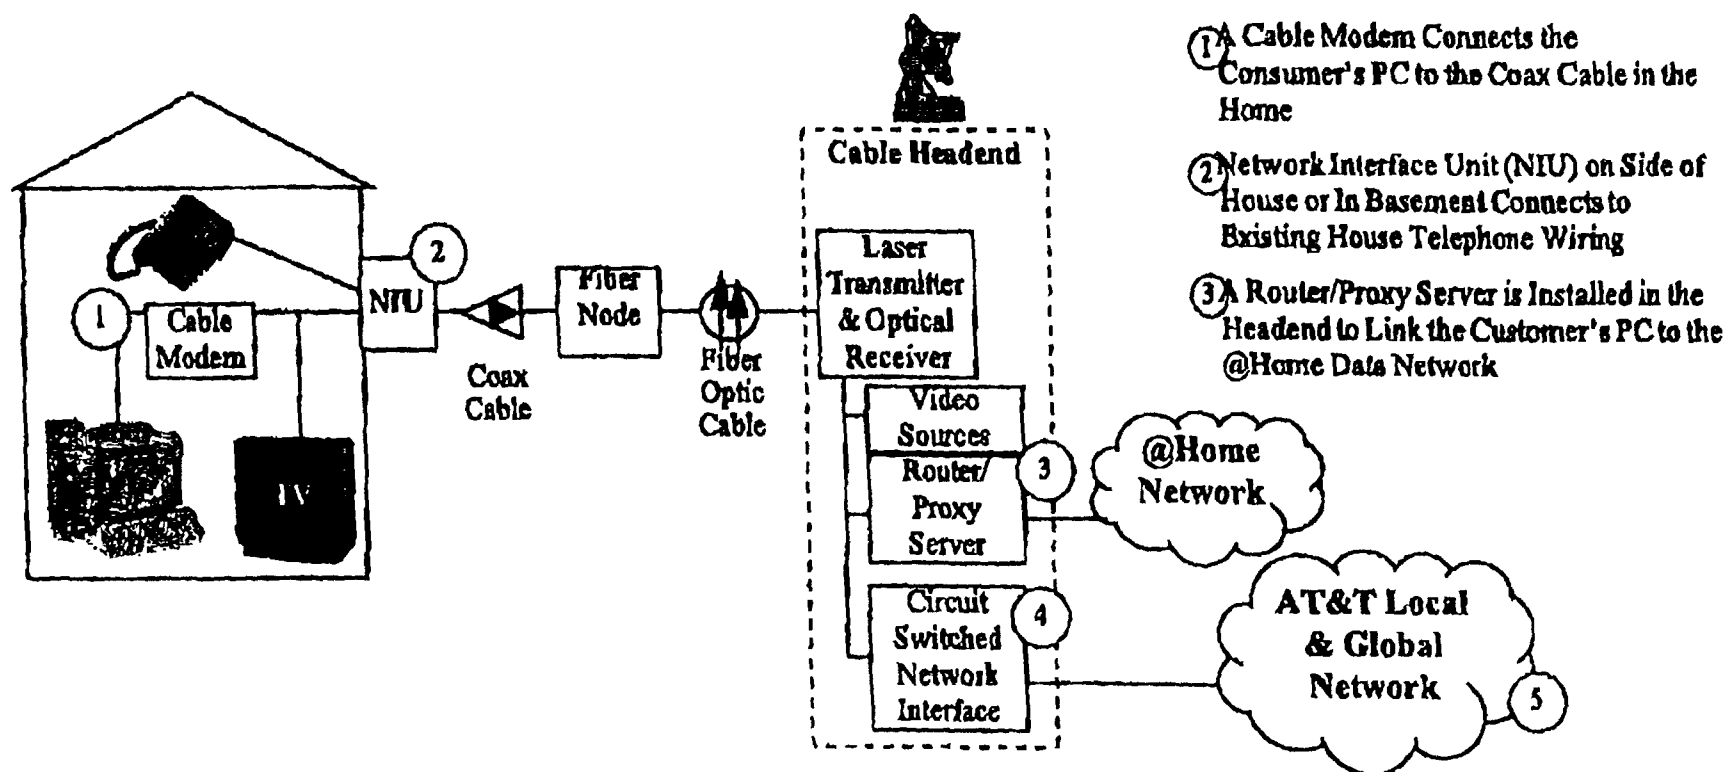 1 A Cable Modem Connects the
Consumer's PC to the Coax Cable in the
Home
2 Network Interface Unit (NIU) on Side of
House or In Basement Connects to
Existing House Telephone Wiring
3 A Router/Proxy Server is Installed in the
Headend to Link the Customer's PC to the
@Home Data Network
Cable Headend
1
Cable
Modem
TV
2
NIU
Coax
Cable
Fiber
Node
Fiber
Optic
Cable
Laser
Transmitter
& Optical
Receiver
Video
Sources
Router/
Proxy
Server
3
@Home
Network
Circuit
Switched
Network
Interface
4
AT&T Local
& Global
Network
5